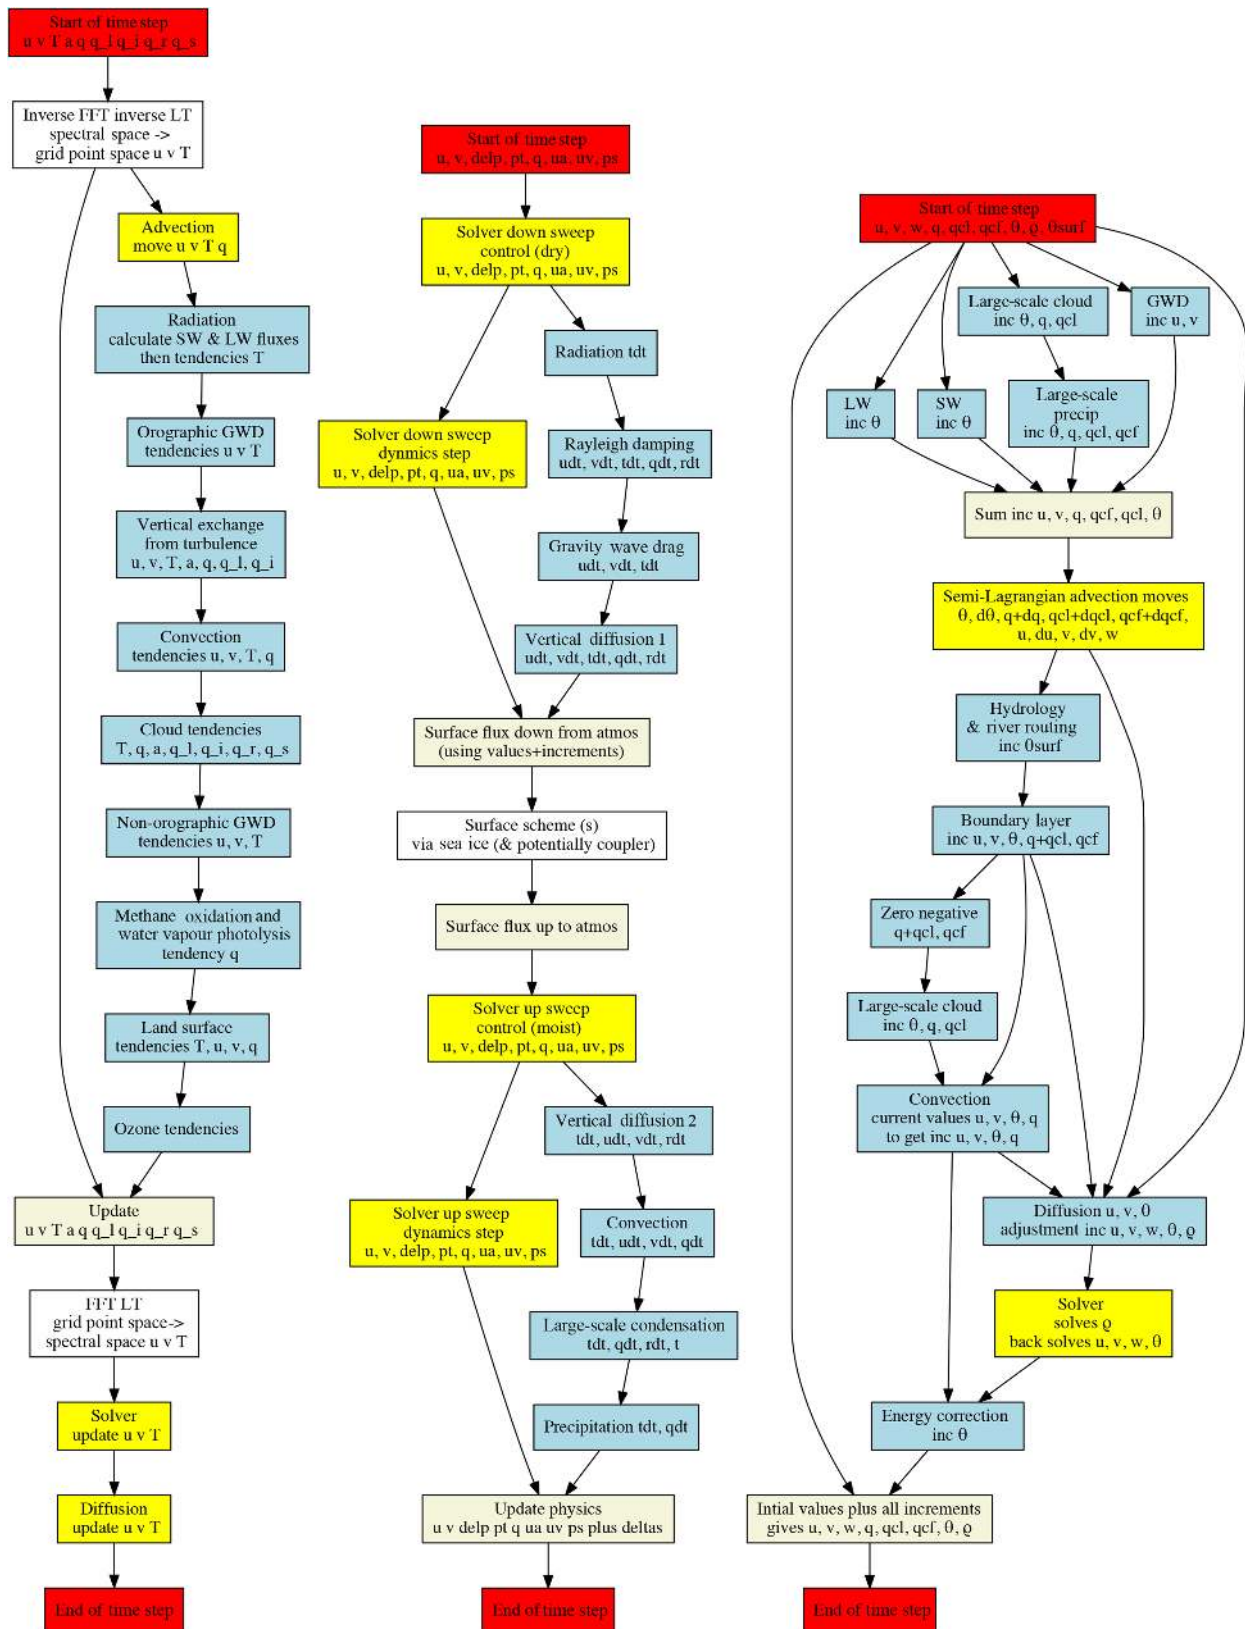 Start of time step
u v T a q q_l q_i q_r q_s
Inverse FFT inverse LT
spectral space ->
grid point space u v T
Advection
move u v T q
Radiation
calculate SW & LW fluxes
then tendencies T
Orographic GWD
tendencies u v T
Vertical exchange
from turbulence
u, v, T, a, q, q_l, q_i
Convection
tendencies u, v, T, q
Cloud tendencies
T, q, a, q_l, q_i, q_r, q_s
Non-orographic GWD
tendencies u, v, T
Methane oxidation and
water vapour photolysis
tendency q
Land surface
tendencies T, u, v, q
Ozone tendencies
Update
u v T a q q_l q_i q_r q_s
FFT LT
grid point space->
spectral space u v T
Solver
update u v T
Diffusion
update u v T
End of time step
Start of time step
u, v, delp, pt, q, ua, uv, ps
Solver down sweep
control (dry)
u, v, delp, pt, q, ua, uv, ps
Radiation tdt
Solver down sweep
dynmics step
u, v, delp, pt, q, ua, uv, ps
Rayleigh damping
udt, vdt, tdt, qdt, rdt
Gravity wave drag
udt, vdt, tdt
Vertical diffusion 1
udt, vdt, tdt, qdt, rdt
Surface flux down from atmos
(using values+increments)
Surface scheme (s)
via sea ice (& potentially coupler)
Surface flux up to atmos
Solver up sweep
control (moist)
u, v, delp, pt, q, ua, uv, ps
Vertical diffusion 2
tdt, udt, vdt, rdt
Solver up sweep
dynamics step
u, v, delp, pt, q, ua, uv, ps
Convection
tdt, udt, vdt, qdt
Large-scale condensation
tdt, qdt, rdt, t
Precipitation tdt, qdt
Update physics
u v delp pt q ua uv ps plus deltas
End of time step
Start of time step
u, v, w, q, qcl, qcf, θ, ϱ, θsurf
Large-scale cloud
inc θ, q, qcl
GWD
inc u, v
LW
inc θ
SW
inc θ
Large-scale
precip
inc θ, q, qcl, qcf
Sum inc u, v, q, qcf, qcl, θ
Semi-Lagrangian advection moves
θ, dθ, q+dq, qcl+dqcl, qcf+dqcf,
u, du, v, dv, w
Hydrology
& river routing
inc θsurf
Boundary layer
inc u, v, θ, q+qcl, qcf
Zero negative
q+qcl, qcf
Large-scale cloud
inc θ, q, qcl
Convection
current values u, v, θ, q
to get inc u, v, θ, q
Diffusion u, v, θ
adjustment inc u, v, w, θ, ϱ
Solver
solves ϱ
back solves u, v, w, θ
Energy correction
inc θ
Intial values plus all increments
gives u, v, w, q, qcl, qcf, θ, ϱ
End of time step